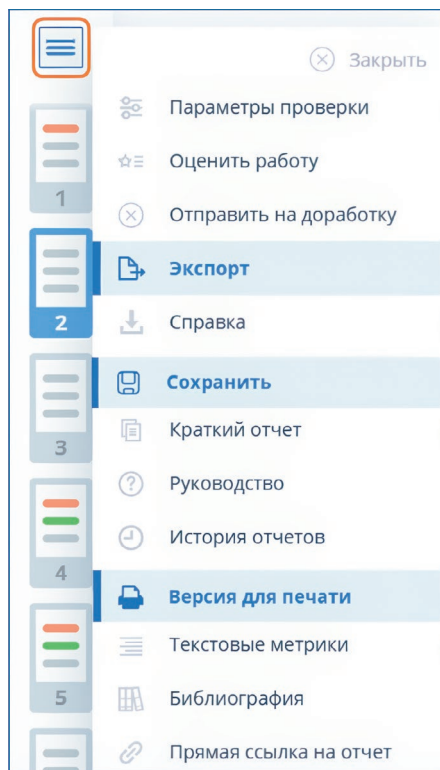 Закрыть
Параметры проверки
Оценить работу
1
Отправить на доработку
Экспорт
2
Справка
Сохранить
Краткий отчет
3
Руководство
История отчетов
4
Версия для печати
Текстовые метрики
5
Библиография
Прямая ссылка на отчет